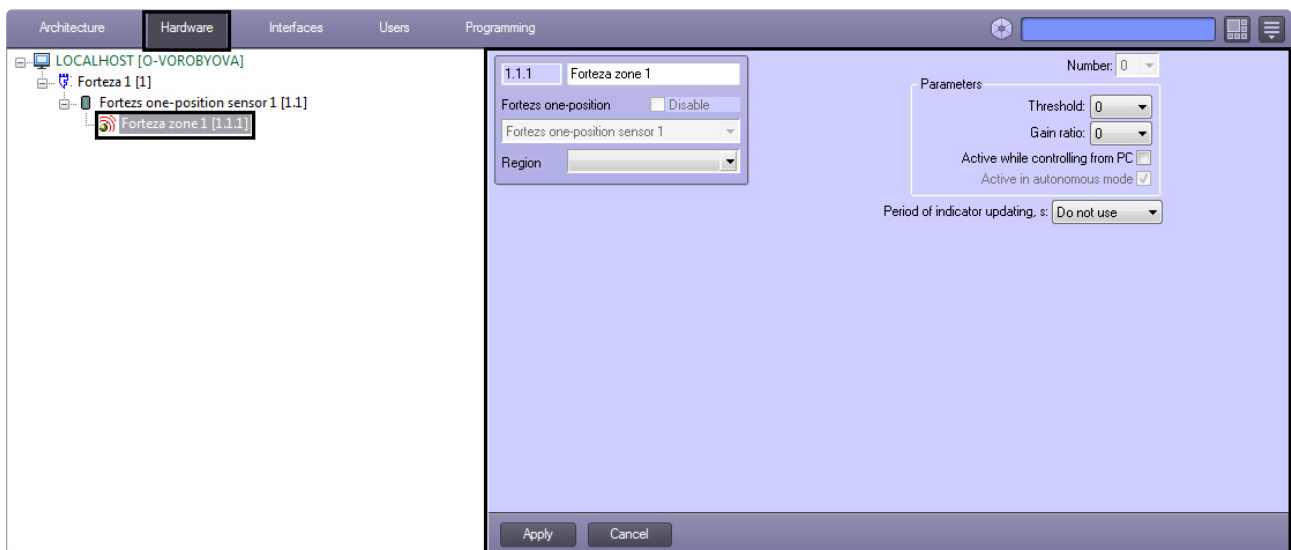 Architecture Hardware Interfaces Users Programming
LOCALHOST [O-VOROBYOVA]
Forteza 1 [1]
Fortezs one-position sensor 1 [1.1]
Forteza zone 1 [1.1.1]
1.1.1 Forteza zone 1
Fortezs one-position Disable
Fortezs one-position sensor 1
Region
Number: 0
Parameters
Threshold: 0
Gain ratio: 0
Active while controlling from PC
Active in autonomous mode
Period of indicator updating, s: Do not use
Apply Cancel